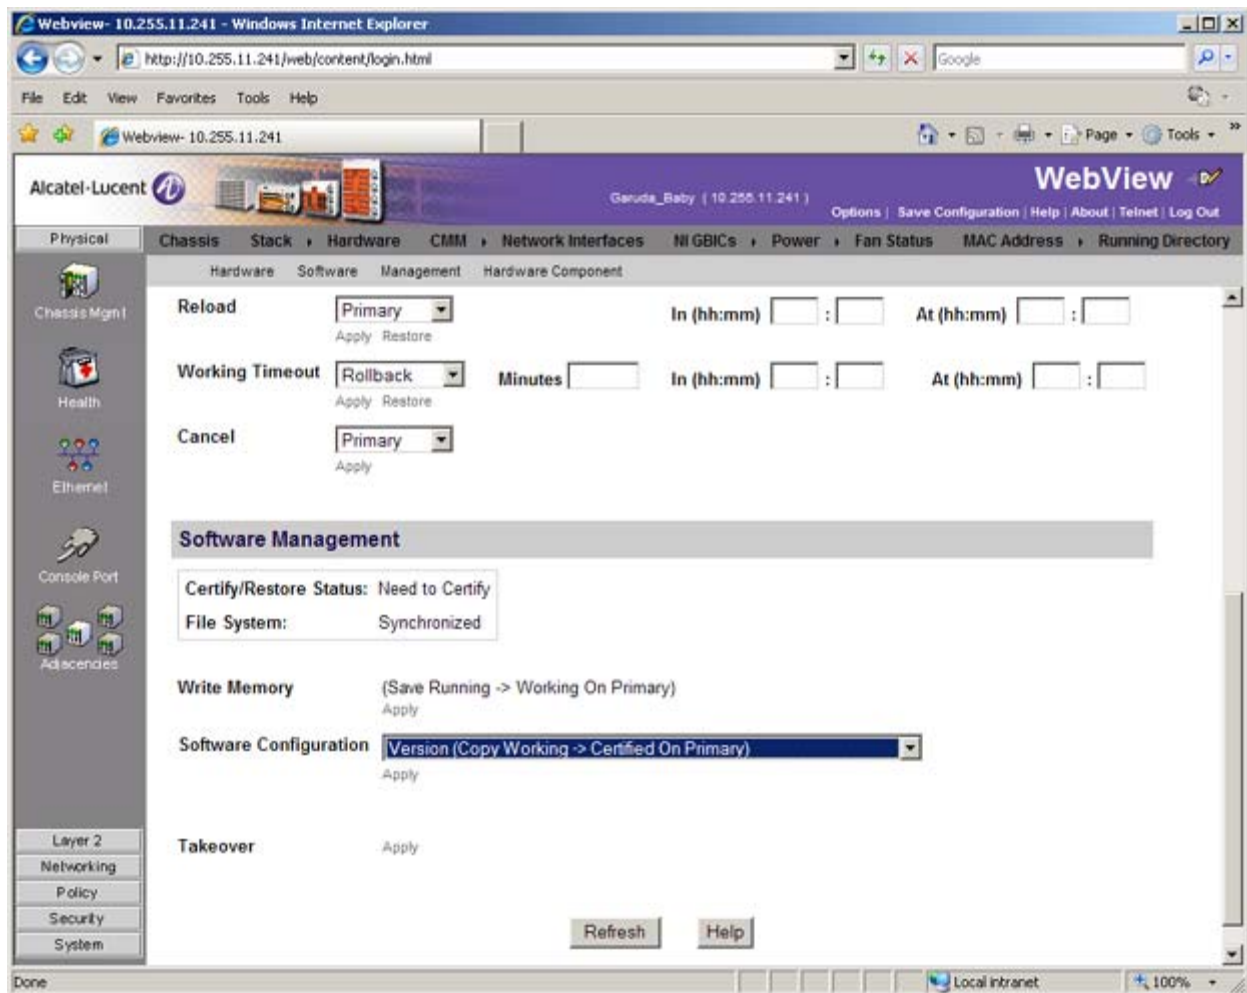 Webview- 10.255.11.241 - Windows Internet Explorer
http://10.255.11.241/web/content/login.html
Google
File Edit View Favorites Tools Help
Webview- 10.255.11.241
Page Tools
Alcatel-Lucent
WebView
Garuda_Baby ( 10.255.11.241 )
Options | Save Configuration | Help | About | Telnet | Log Out
Physical
Chassis Stack Hardware CMM Network Interfaces NI GBICs Power Fan Status MAC Address Running Directory
Hardware Software Management Hardware Component
Chassis Mgmt
Health
Ethernet
Console Port
Adjacencies
Layer 2
Networking
Policy
Security
System
Reload Primary In (hh:mm) : At (hh:mm) :
Apply Restore
Working Timeout Rollback Minutes In (hh:mm) : At (hh:mm) :
Apply Restore
Cancel Primary
Apply
Software Management
Certify/Restore Status: Need to Certify
File System: Synchronized
Write Memory (Save Running -> Working On Primary)
Apply
Software Configuration Version (Copy Working -> Certified On Primary)
Apply
Takeover Apply
Refresh Help
Done Local intranet 100%